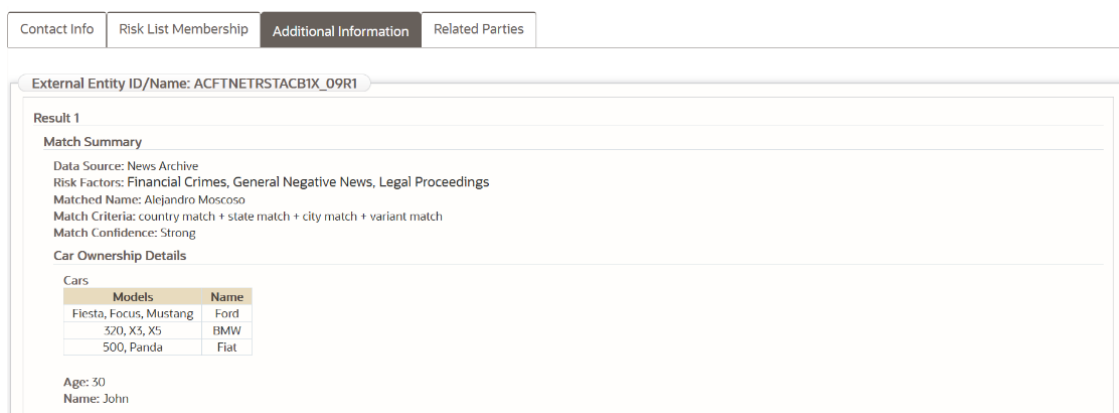 Contact Info Risk List Membership Additional Information Related Parties
External Entity ID/Name: ACFTNETRSTACB1X_09R1
Result 1
Match Summary
Data Source: News Archive
Risk Factors: Financial Crimes, General Negative News, Legal Proceedings
Matched Name: Alejandro Moscoso
Match Criteria: country match + state match + city match + variant match
Match Confidence: Strong
Car Ownership Details
Cars
Models Name
Fiesta, Focus, Mustang Ford
320, X3, X5 BMW
500, Panda Fiat
Age: 30
Name: John